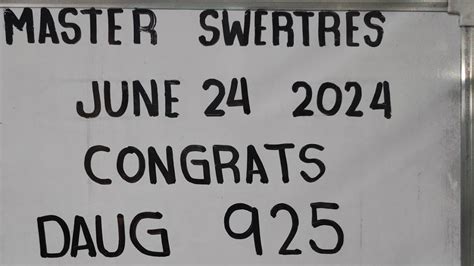 MASTER SWERTRES
JUNE 24 2024
CONGRATS
DAUG 925